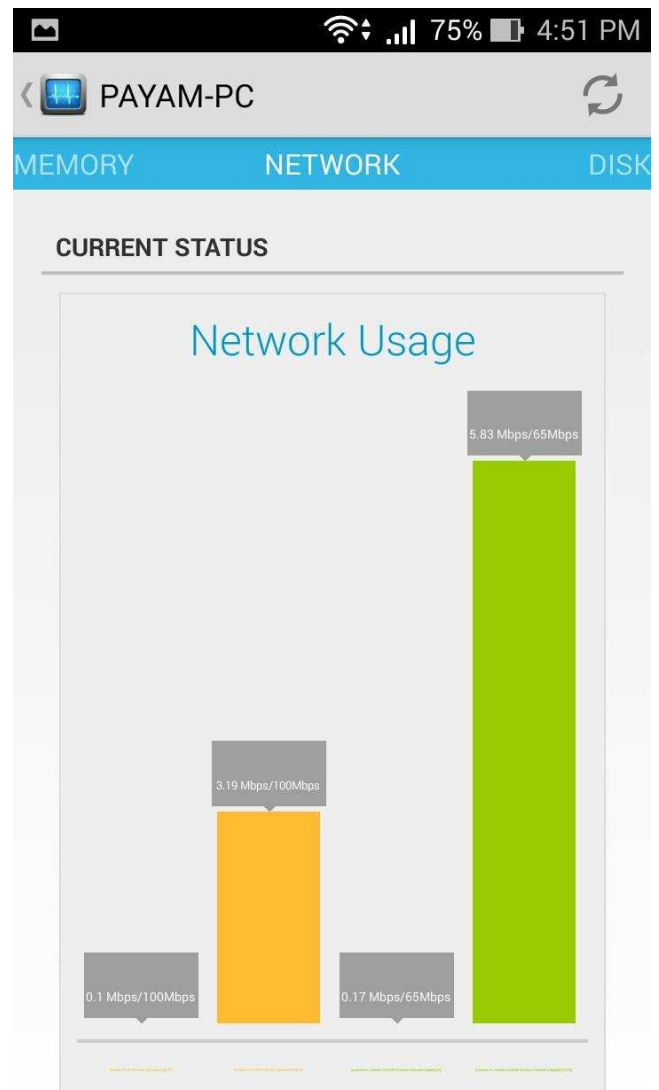 75% 4:51 PM
PAYAM-PC
MEMORY NETWORK DISK
CURRENT STATUS
Network Usage
5.83 Mbps/65Mbps
3.19 Mbps/100Mbps
0.1 Mbps/100Mbps
0.17 Mbps/65Mbps